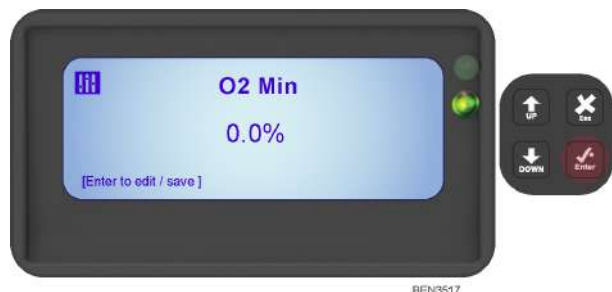 O2 Min
0.0%
[Enter to edit / save ]
UP
Esc
DOWN
Enter
BEN3517